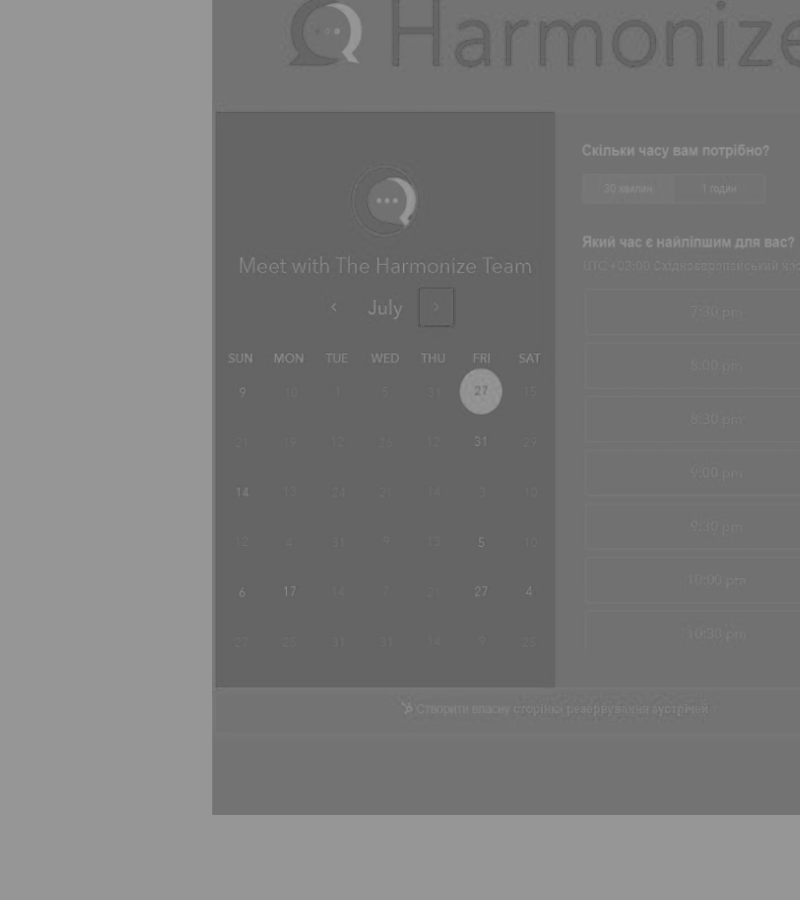 Harmonize
Meet with The Harmonize Team
July
SUN MON TUE WED THU FRI SAT
9 10 1 5 31 27 15
21 19 12 26 12 31 29
14 13 24 21 14 3 10
12 4 31 9 13 5 10
6 17 14 7 21 27 4
27 25 31 31 14 7 25
Скільки часу вам потрібно?
30 хвилин 1 годин
Який час є найліпшим для вас?
UTC +03:00 Східноєвропейський час
7:30 pm
8:00 pm
8:30 pm
9:00 pm
9:30 pm
10:00 pm
10:30 pm
Створити власну сторінку резервування зустрічей